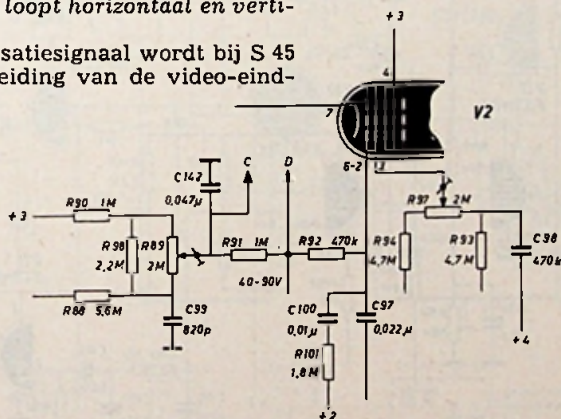 loopt horizontaal en verti-
satiesignaal wordt bij S 45
eiding van de video-eind-
+3
4
7
V2
6-2
13
C142
0,047µ
C
D
R90 1M
+3
R98
2,2M
R89
2M
R91 1M
R92 470k
40-90V
R88 5,6M
C99
820p
C100
0,01µ
C97
0,022µ
R101
1,8M
+2
R97 2M
R94
4,7M
R93
4,7M
C98
470k
+4